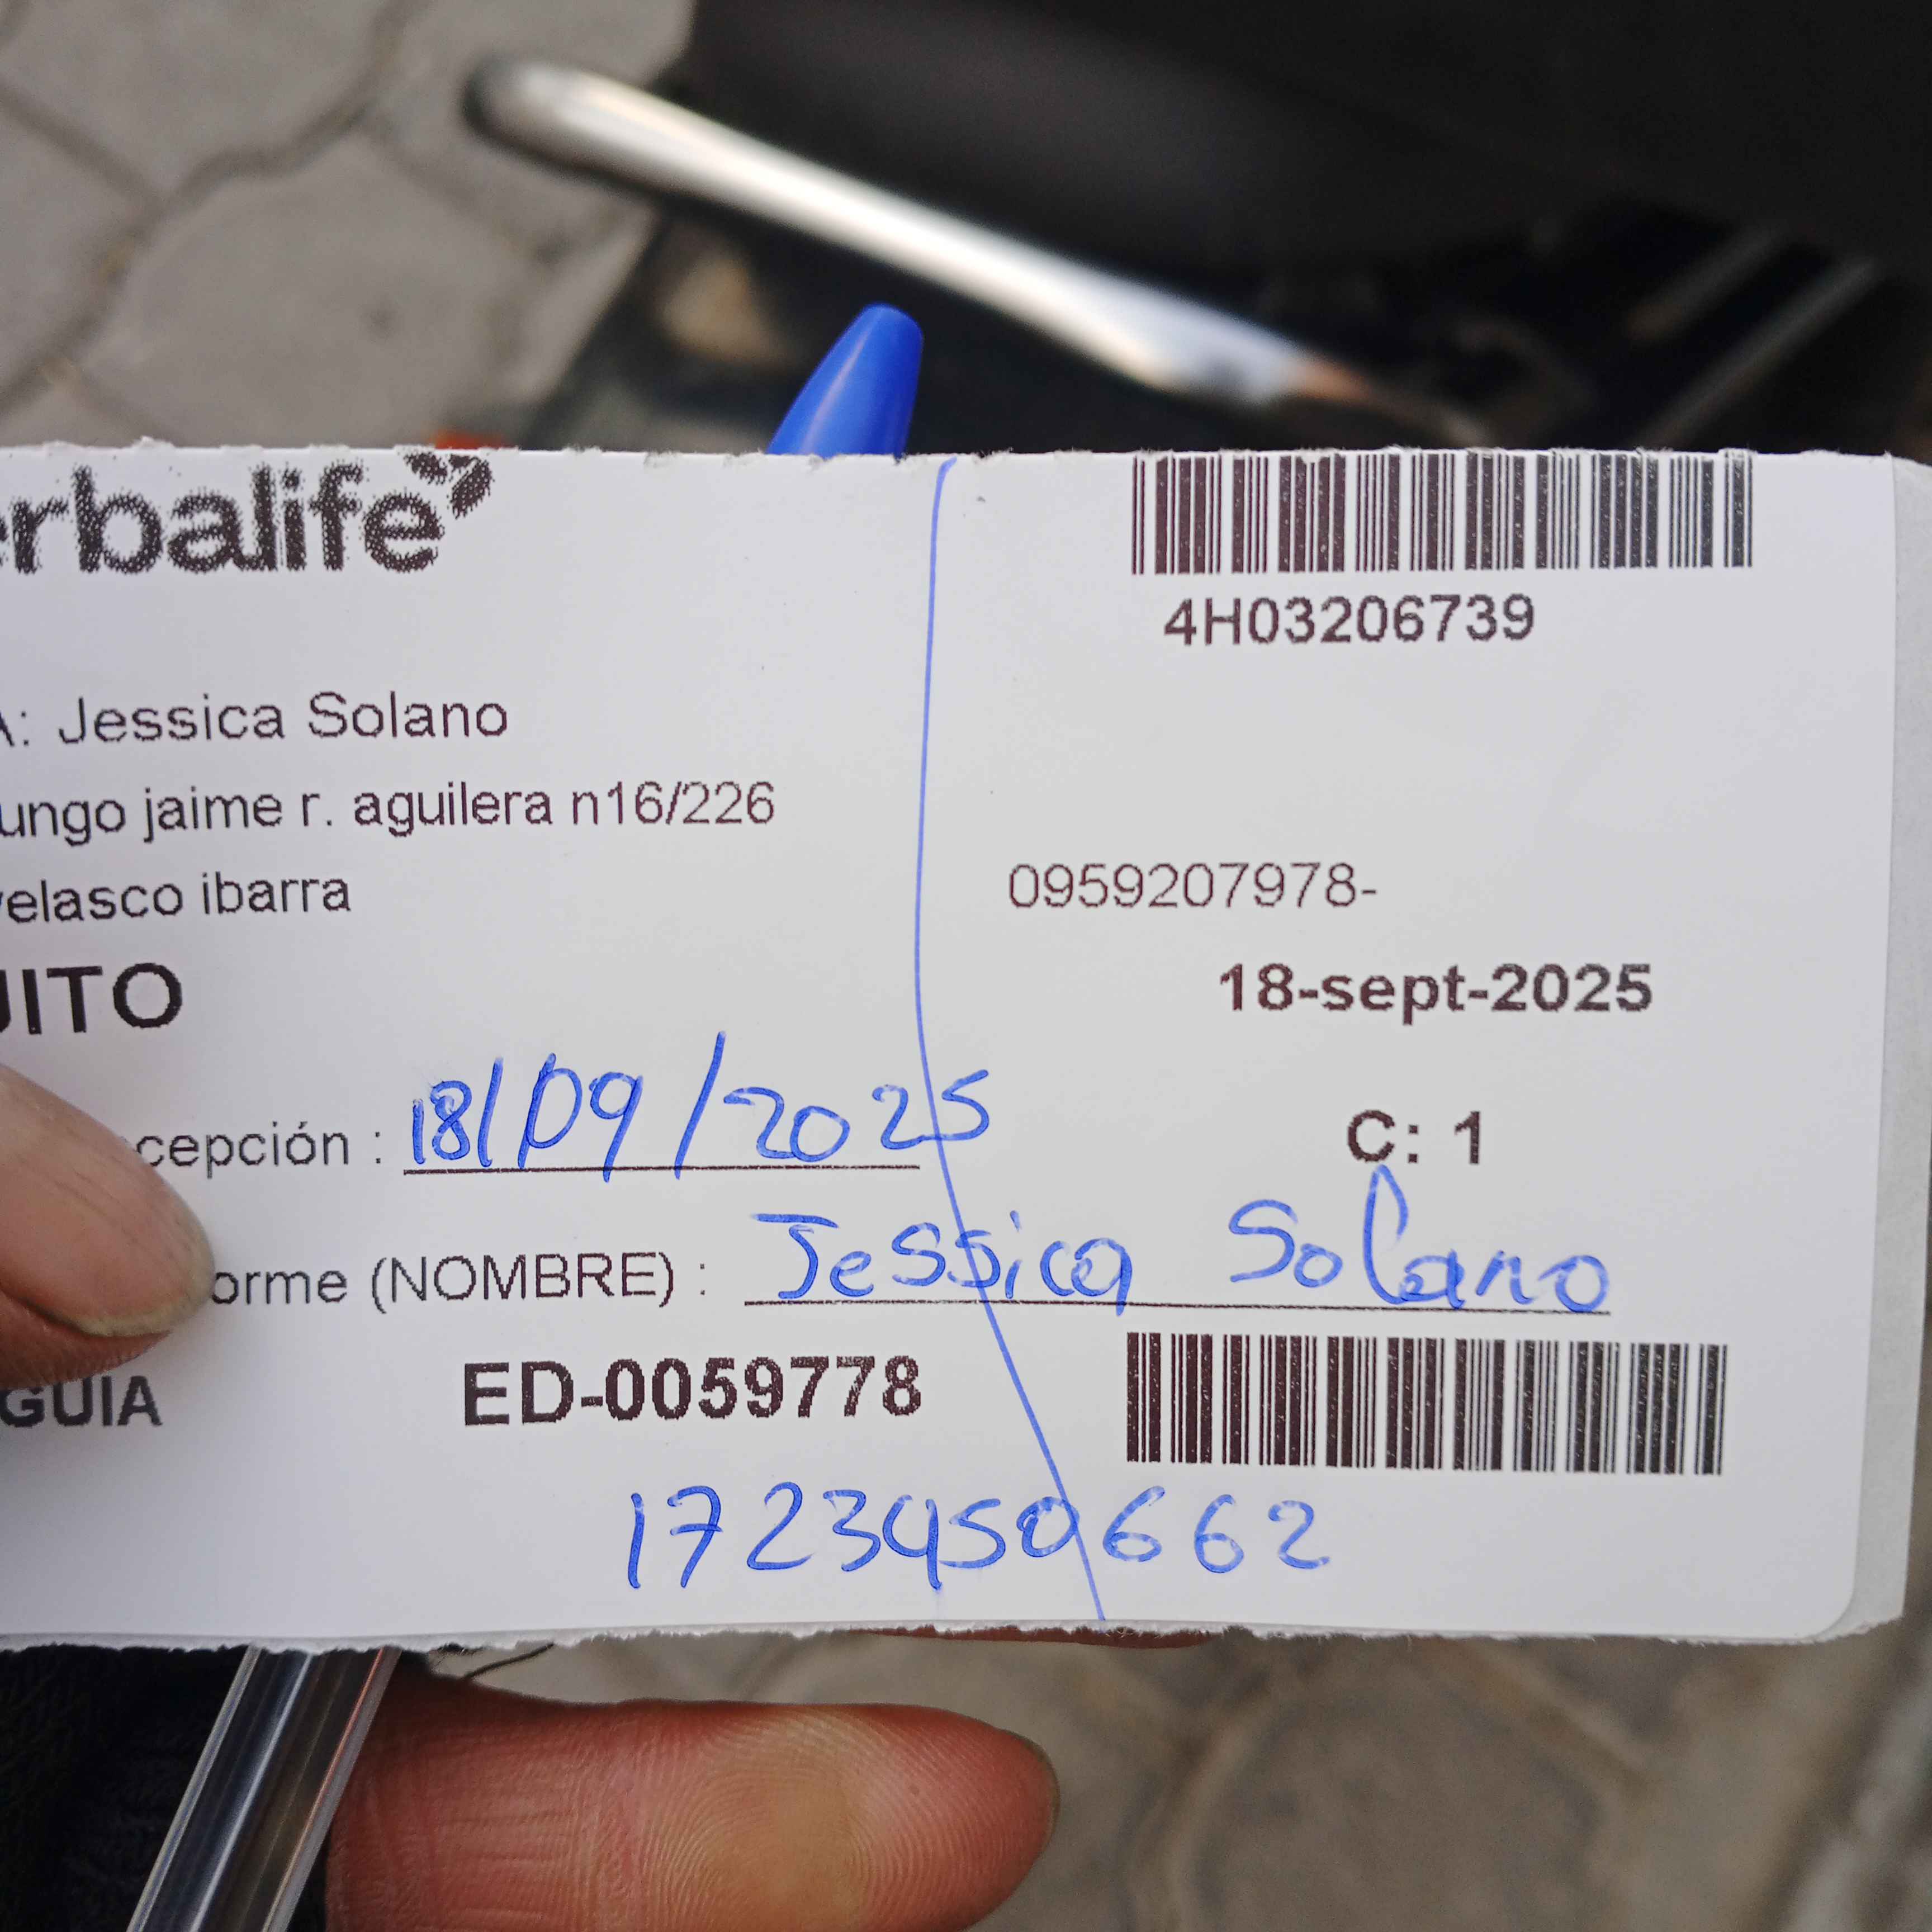 erbalife
4H03206739
A: Jessica Solano
ungo jaime r. aguilera n16/226
velasco ibarra
0959207978-
UITO
18-sept-2025
cepción : 18/09/2025
C: 1
orme (NOMBRE) : Jessica Solano
GUIA ED-0059778
1723450662